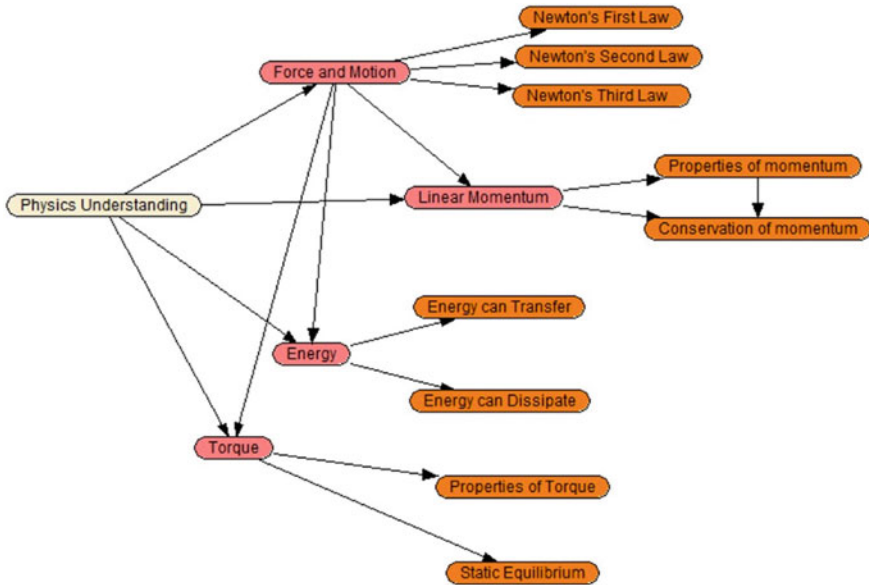 Newton's First Law
Newton's Second Law
Force and Motion
Newton's Third Law
Properties of momentum
Physics Understanding
Linear Momentum
Conservation of momentum
Energy can Transfer
Energy
Energy can Dissipate
Torque
Properties of Torque
Static Equilibrium